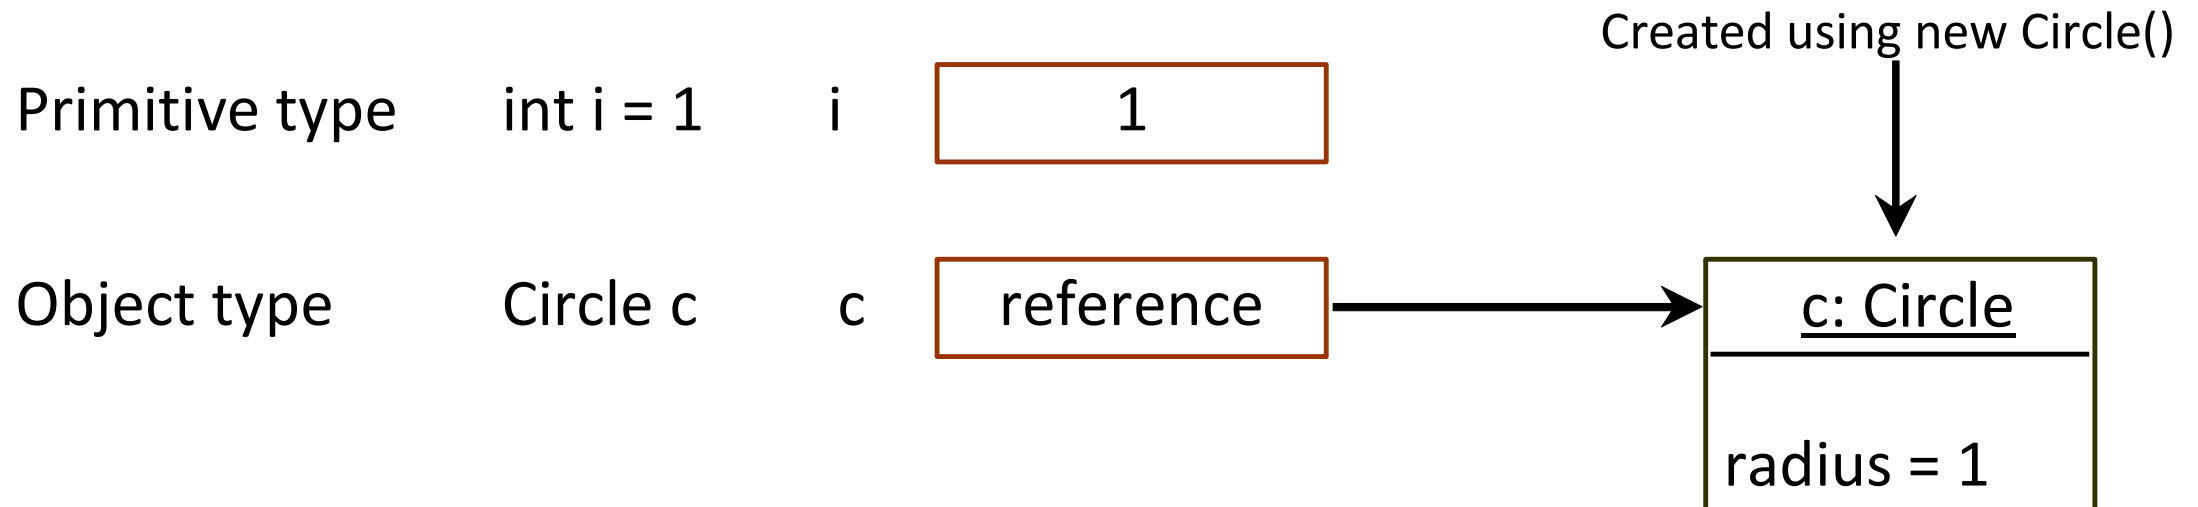 Created using new Circle()
Primitive type int i = 1 i 1
Object type Circle c c reference c: Circle
radius = 1